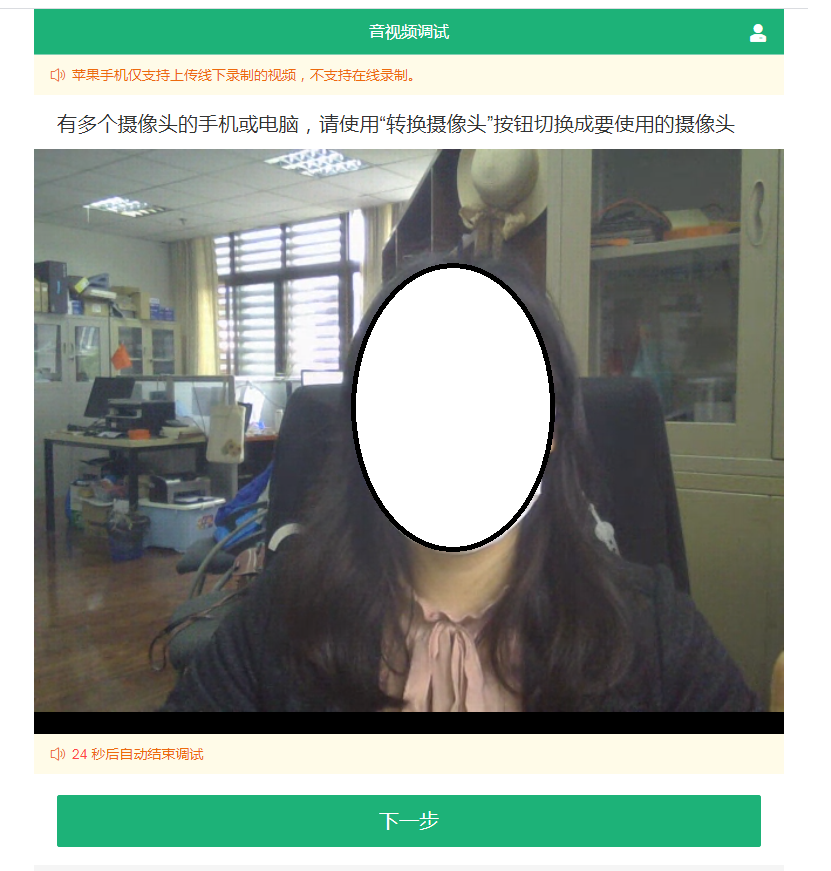 音视频调试
苹果手机仅支持上传线下录制的视频，不支持在线录制。
有多个摄像头的手机或电脑，请使用“转换摄像头”按钮切换成要使用的摄像头
24 秒后自动结束调试
下一步